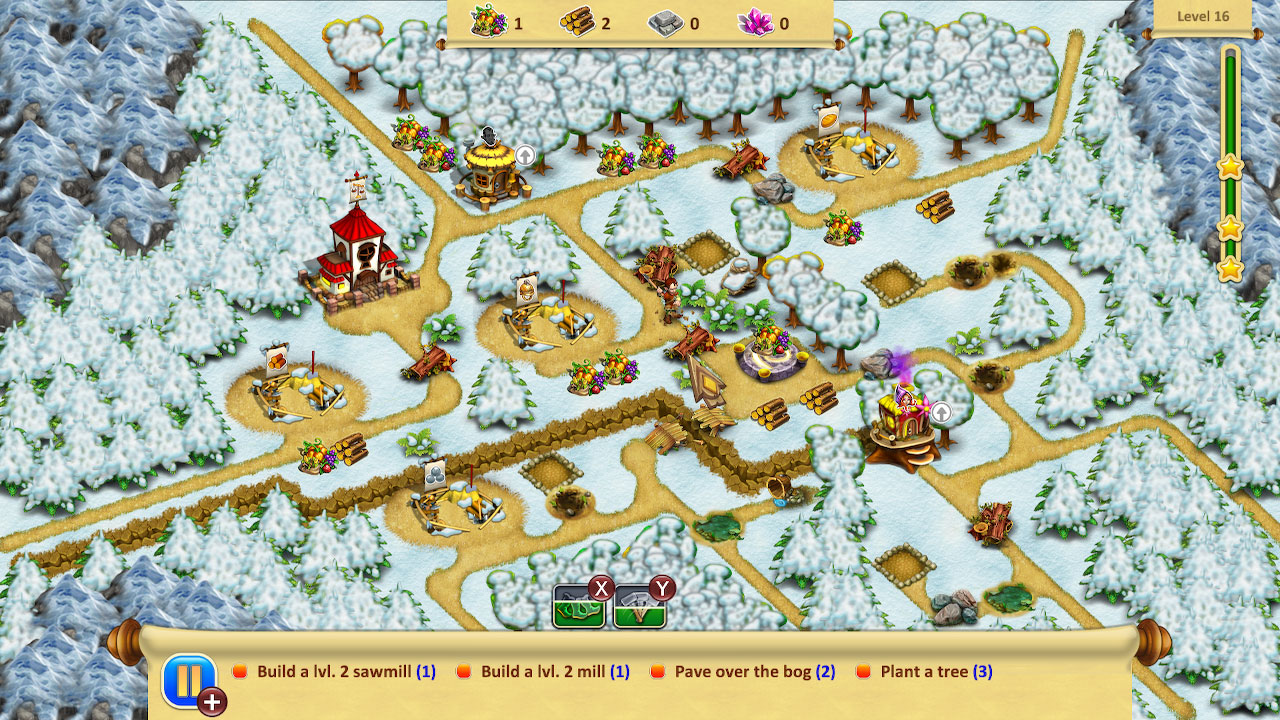 1 2 0 0
Level 16
X Y
Build a lvl. 2 sawmill (1) Build a lvl. 2 mill (1) Pave over the bog (2) Plant a tree (3)